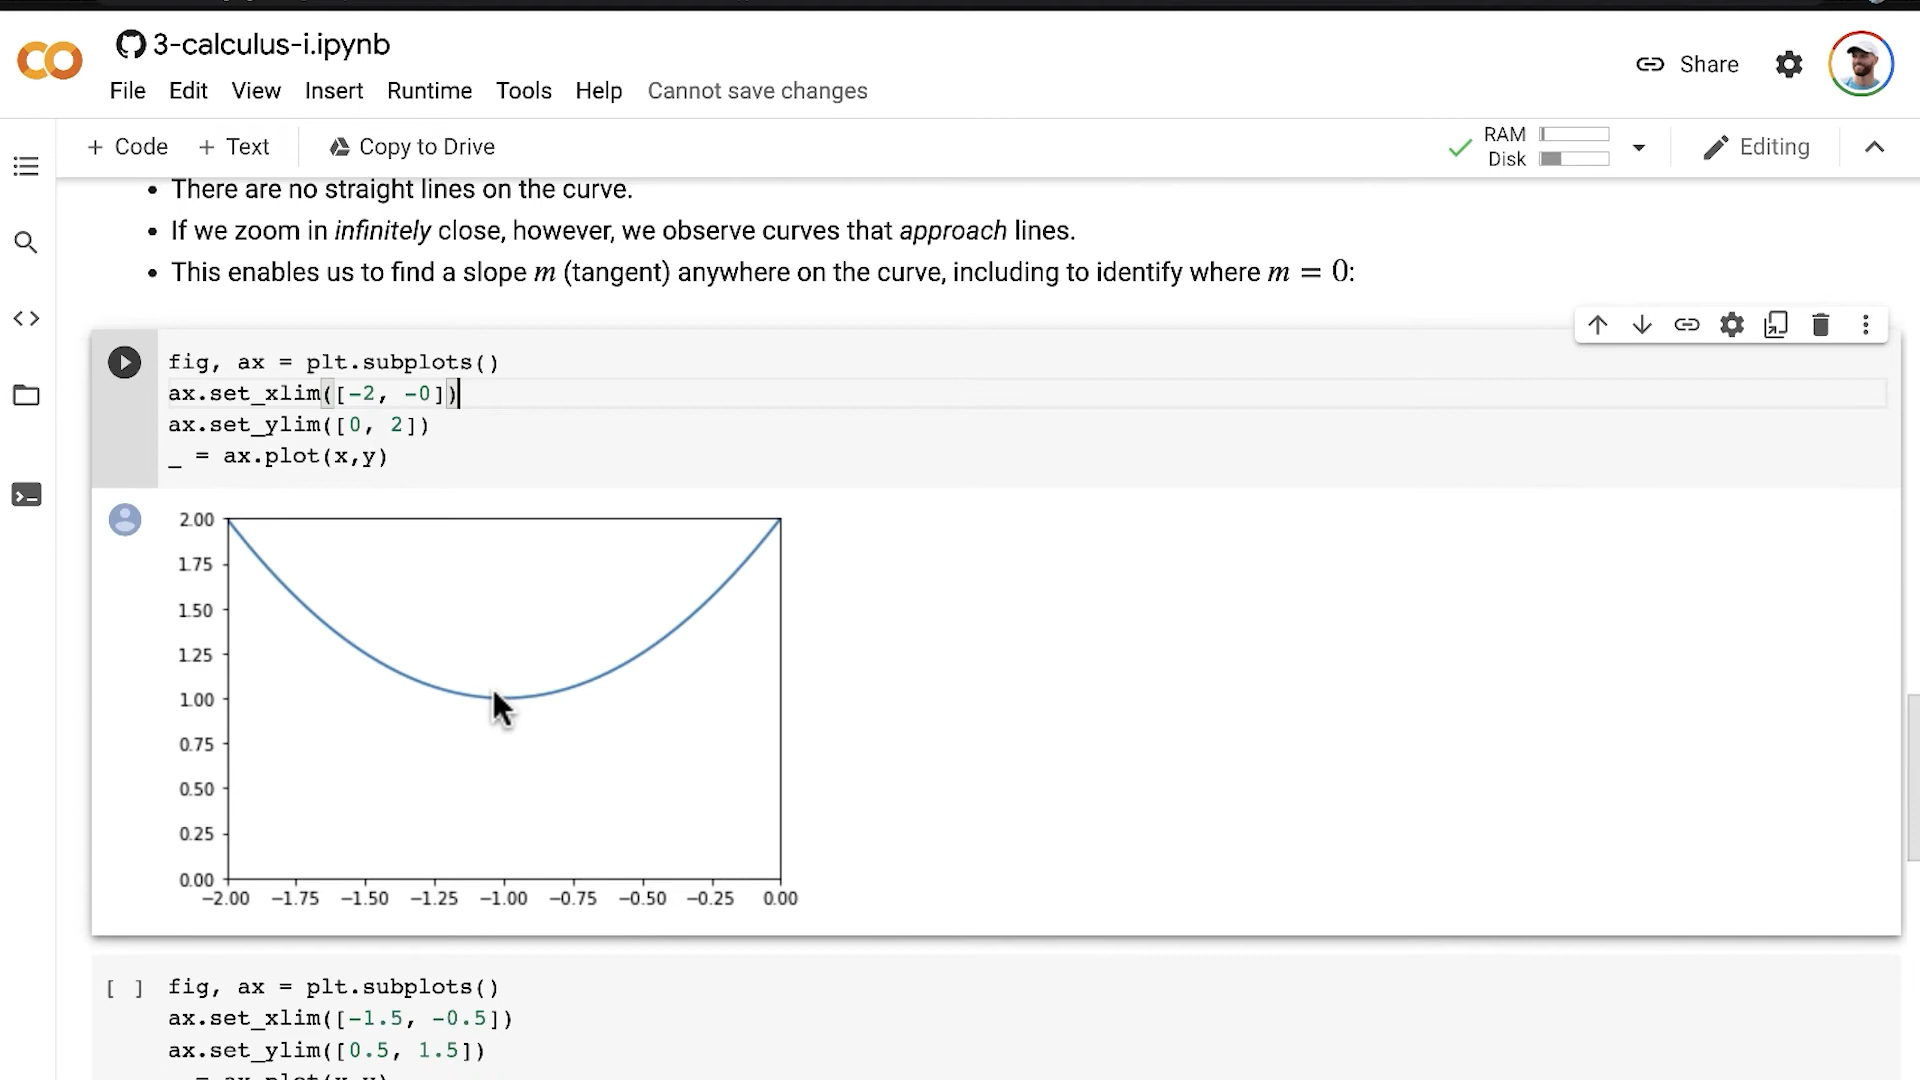 3-calculus-i.ipynb
File Edit View Insert Runtime Tools Help Cannot save changes
Share
+ Code + Text Copy to Drive
RAM
Disk
Editing
• There are no straight lines on the curve.
• If we zoom in infinitely close, however, we observe curves that approach lines.
• This enables us to find a slope m (tangent) anywhere on the curve, including to identify where m = 0:
fig, ax = plt.subplots()
ax.set_xlim([-2, -0])
ax.set_ylim([0, 2])
_ = ax.plot(x,y)
2.00
1.75
1.50
1.25
1.00
0.75
0.50
0.25
0.00
−2.00 −1.75 −1.50 −1.25 −1.00 −0.75 −0.50 −0.25 0.00
[ ] fig, ax = plt.subplots()
ax.set_xlim([-1.5, -0.5])
ax.set_ylim([0.5, 1.5])
= ax.plot(x,y)